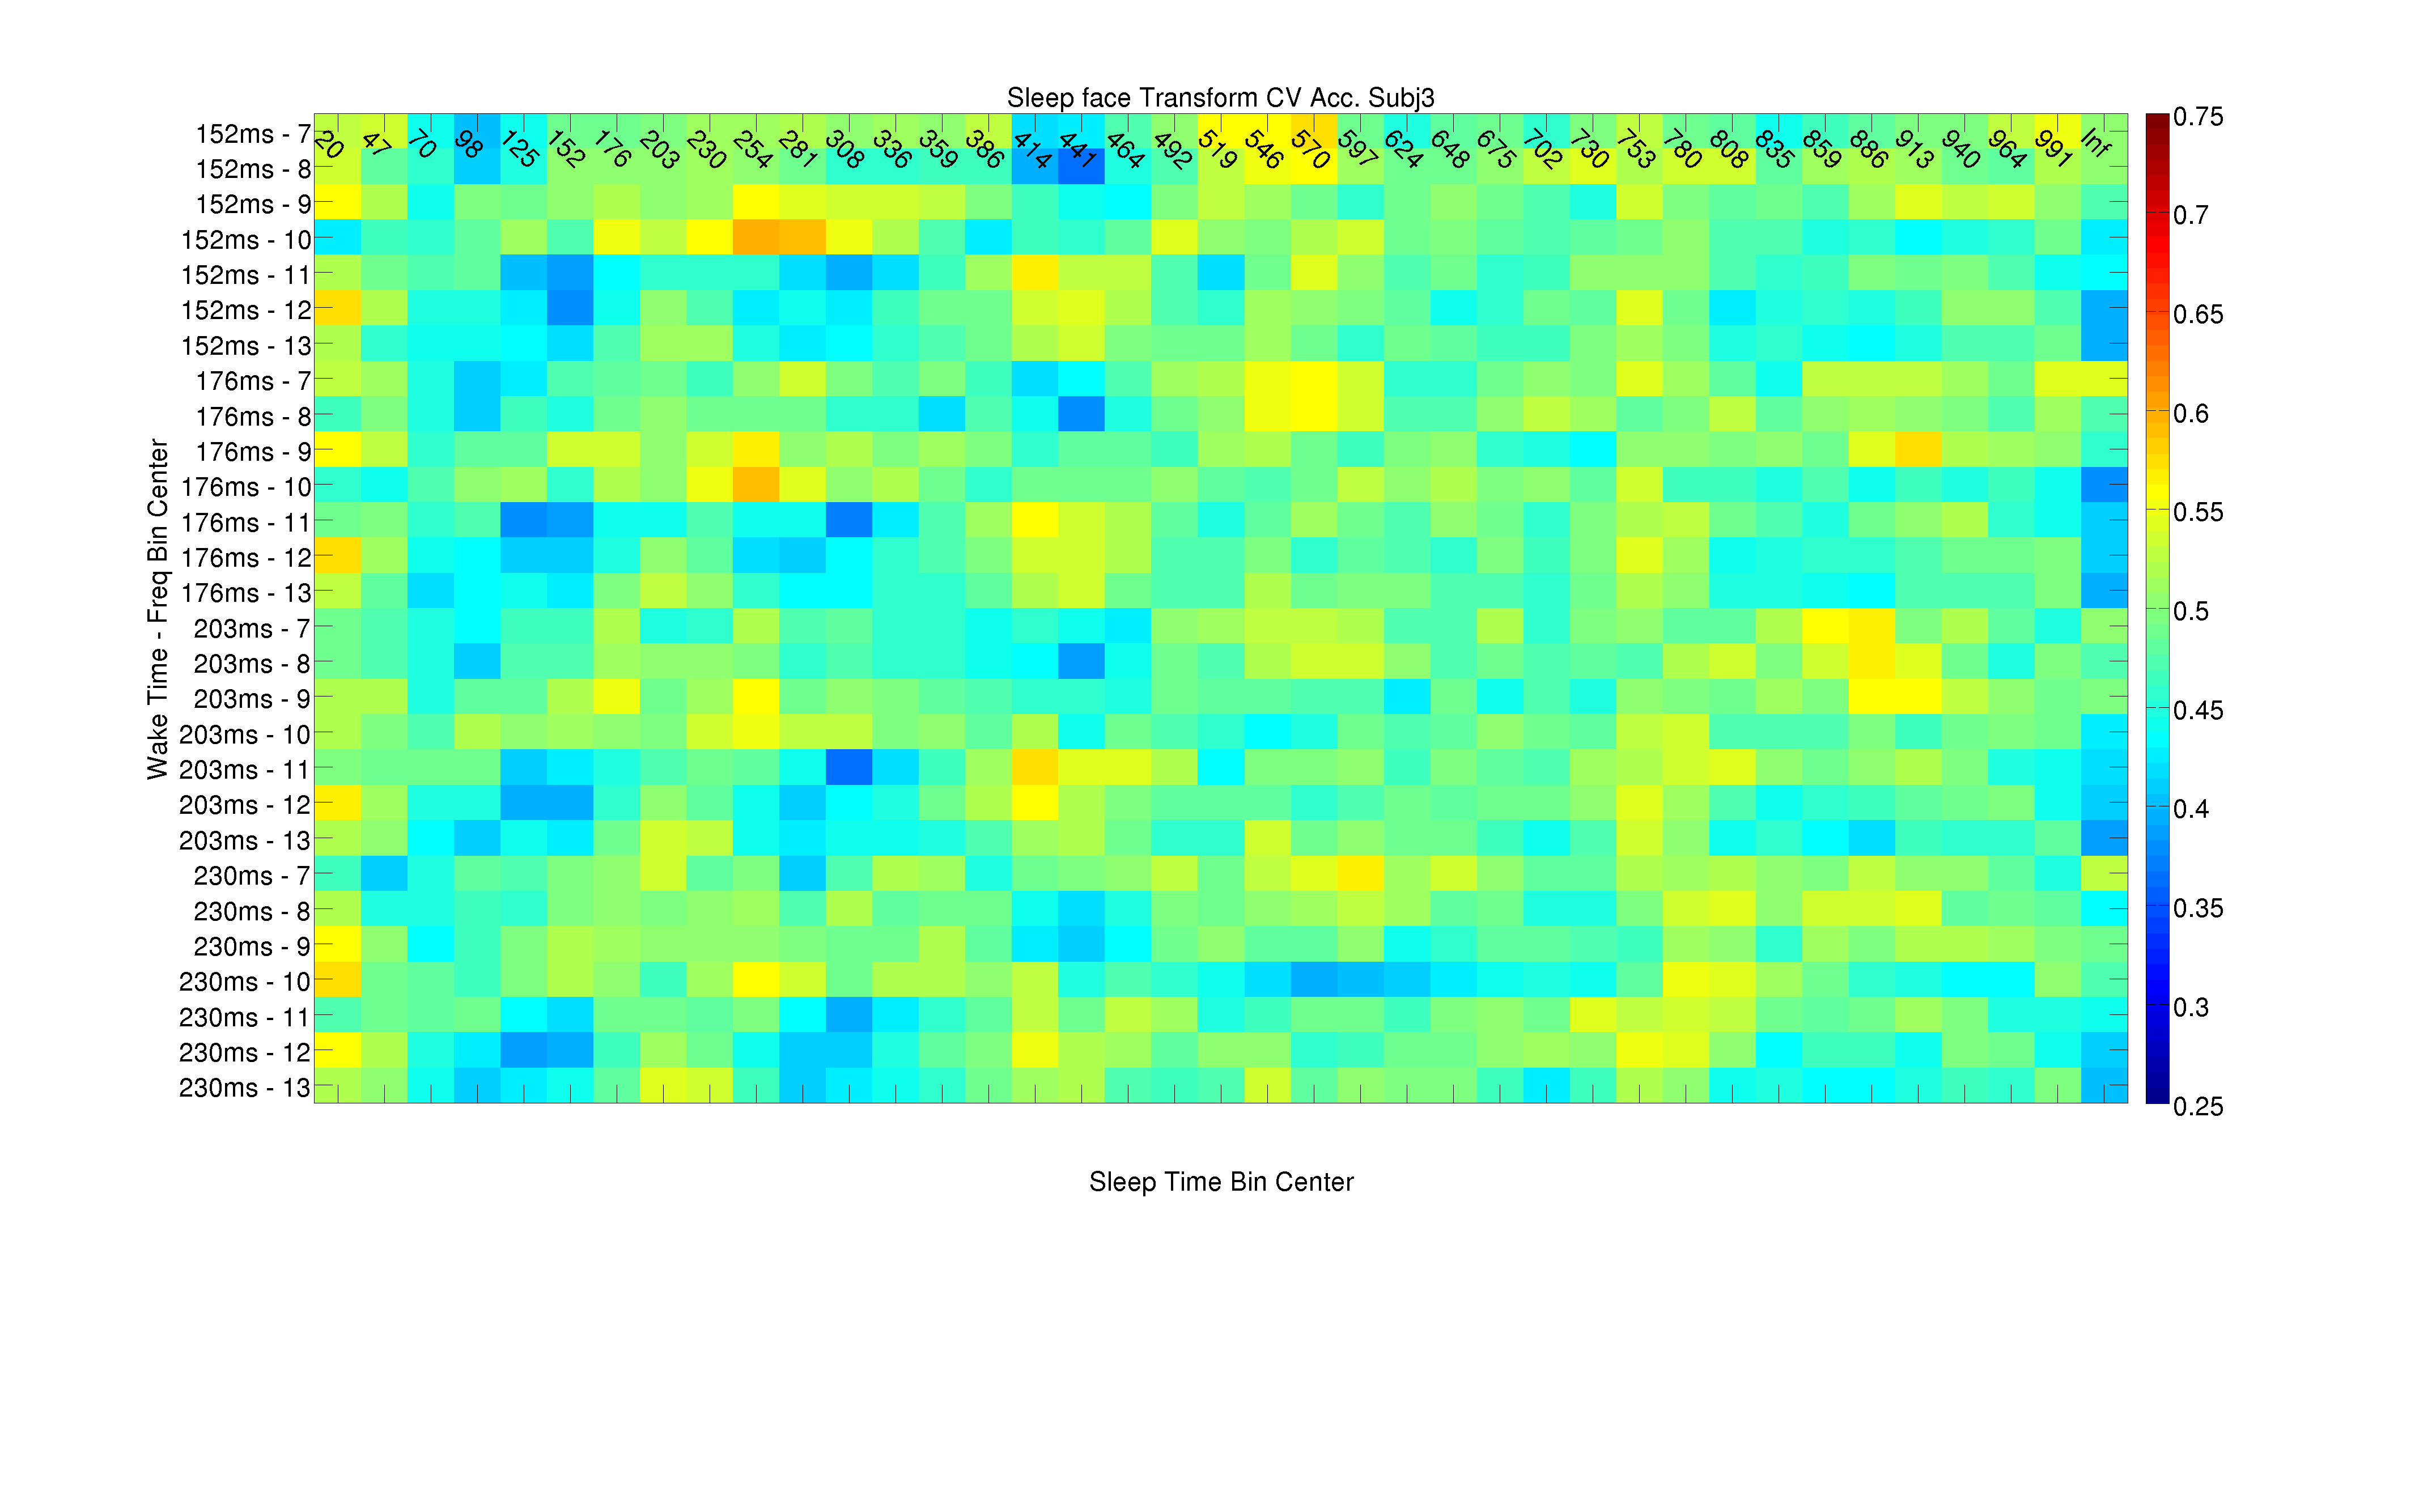 Sleep face Transform CV Acc. Subj3
20 47 70 98 125 152 176 203 230 254 281 308 336 359 386 414 441 464 492 519 546 570 597 624 648 675 702 730 753 780 808 835 859 886 913 940 964 991 Inf
Wake Time - Freq Bin Center
152ms - 7
152ms - 8
152ms - 9
152ms - 10
152ms - 11
152ms - 12
152ms - 13
176ms - 7
176ms - 8
176ms - 9
176ms - 10
176ms - 11
176ms - 12
176ms - 13
203ms - 7
203ms - 8
203ms - 9
203ms - 10
203ms - 11
203ms - 12
203ms - 13
230ms - 7
230ms - 8
230ms - 9
230ms - 10
230ms - 11
230ms - 12
230ms - 13
0.75
0.7
0.65
0.6
0.55
0.5
0.45
0.4
0.35
0.3
0.25
Sleep Time Bin Center